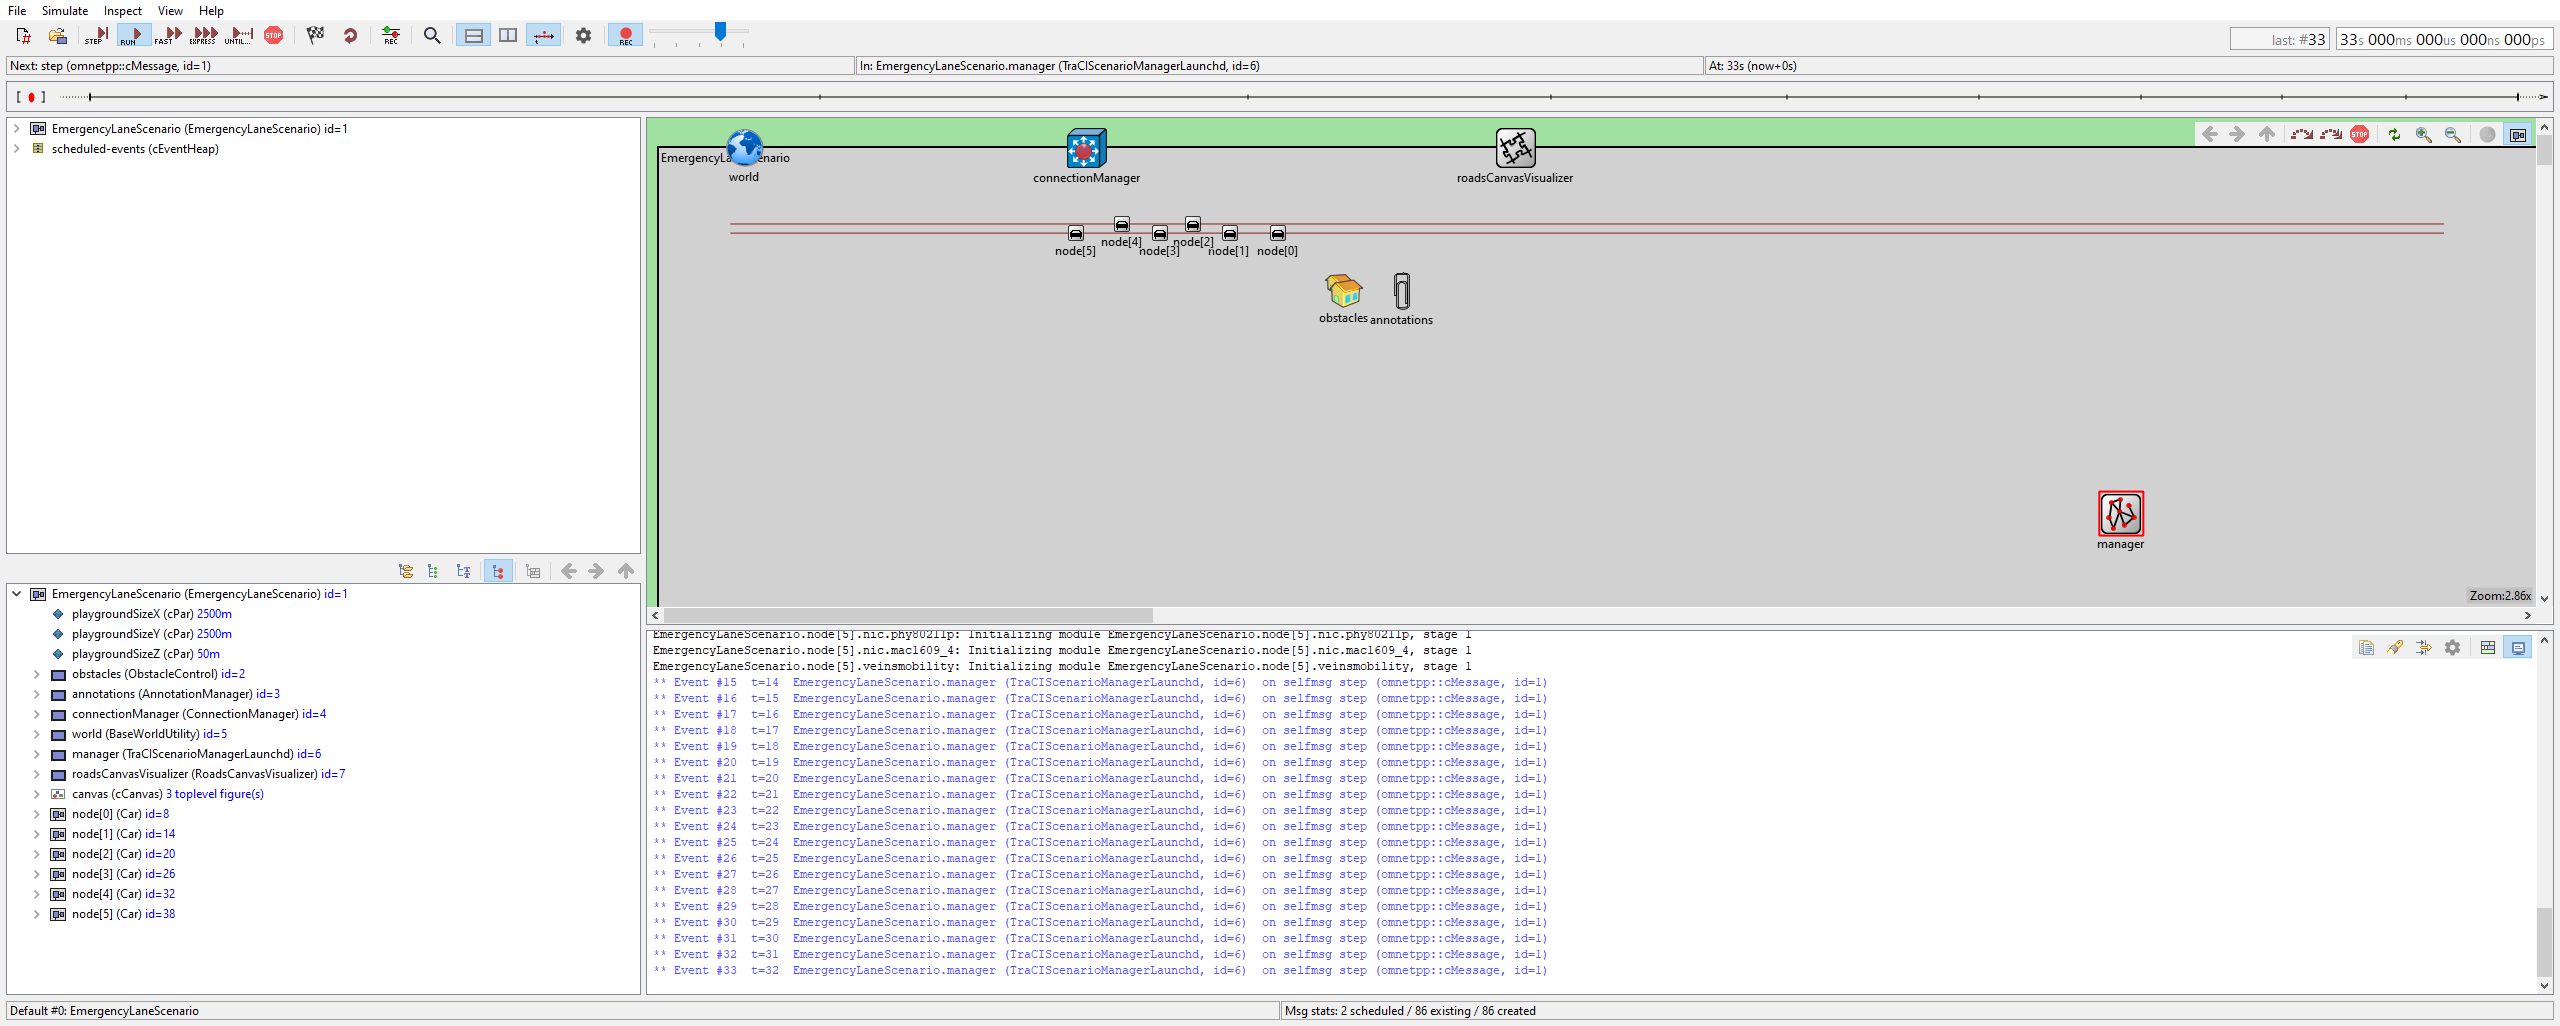 File Simulate Inspect View Help
STEP RUN FAST EXPRESS UNTIL... STOP REC REC
last: #33 33s 000ms 000us 000ns 000ps
Next: step (omnetpp::cMessage, id=1) In: EmergencyLaneScenario.manager (TraCIScenarioManagerLaunchd, id=6) At: 33s (now+0s)
EmergencyLaneScenario (EmergencyLaneScenario) id=1
scheduled-events (cEventHeap)
STOP
world
connectionManager
roadsCanvasVisualizer
node[5] node[4] node[3] node[2] node[1] node[0]
obstacles annotations
manager
Zoom:2.86x
EmergencyLaneScenario (EmergencyLaneScenario) id=1
playgroundSizeX (cPar) 2500m
playgroundSizeY (cPar) 2500m
playgroundSizeZ (cPar) 50m
obstacles (ObstacleControl) id=2
annotations (AnnotationManager) id=3
connectionManager (ConnectionManager) id=4
world (BaseWorldUtility) id=5
manager (TraCIScenarioManagerLaunchd) id=6
roadsCanvasVisualizer (RoadsCanvasVisualizer) id=7
canvas (cCanvas) 3 toplevel figure(s)
node[0] (Car) id=8
node[1] (Car) id=14
node[2] (Car) id=20
node[3] (Car) id=26
node[4] (Car) id=32
node[5] (Car) id=38
EmergencyLaneScenario.node[5].nic.phy80211p: Initializing module EmergencyLaneScenario.node[5].nic.phy80211p, stage 1
EmergencyLaneScenario.node[5].nic.mac1609_4: Initializing module EmergencyLaneScenario.node[5].nic.mac1609_4, stage 1
EmergencyLaneScenario.node[5].veinsmobility: Initializing module EmergencyLaneScenario.node[5].veinsmobility, stage 1
** Event #15 t=14 EmergencyLaneScenario.manager (TraCIScenarioManagerLaunchd, id=6) on selfmsg step (omnetpp::cMessage, id=1)
** Event #16 t=15 EmergencyLaneScenario.manager (TraCIScenarioManagerLaunchd, id=6) on selfmsg step (omnetpp::cMessage, id=1)
** Event #17 t=16 EmergencyLaneScenario.manager (TraCIScenarioManagerLaunchd, id=6) on selfmsg step (omnetpp::cMessage, id=1)
** Event #18 t=17 EmergencyLaneScenario.manager (TraCIScenarioManagerLaunchd, id=6) on selfmsg step (omnetpp::cMessage, id=1)
** Event #19 t=18 EmergencyLaneScenario.manager (TraCIScenarioManagerLaunchd, id=6) on selfmsg step (omnetpp::cMessage, id=1)
** Event #20 t=19 EmergencyLaneScenario.manager (TraCIScenarioManagerLaunchd, id=6) on selfmsg step (omnetpp::cMessage, id=1)
** Event #21 t=20 EmergencyLaneScenario.manager (TraCIScenarioManagerLaunchd, id=6) on selfmsg step (omnetpp::cMessage, id=1)
** Event #22 t=21 EmergencyLaneScenario.manager (TraCIScenarioManagerLaunchd, id=6) on selfmsg step (omnetpp::cMessage, id=1)
** Event #23 t=22 EmergencyLaneScenario.manager (TraCIScenarioManagerLaunchd, id=6) on selfmsg step (omnetpp::cMessage, id=1)
** Event #24 t=23 EmergencyLaneScenario.manager (TraCIScenarioManagerLaunchd, id=6) on selfmsg step (omnetpp::cMessage, id=1)
** Event #25 t=24 EmergencyLaneScenario.manager (TraCIScenarioManagerLaunchd, id=6) on selfmsg step (omnetpp::cMessage, id=1)
** Event #26 t=25 EmergencyLaneScenario.manager (TraCIScenarioManagerLaunchd, id=6) on selfmsg step (omnetpp::cMessage, id=1)
** Event #27 t=26 EmergencyLaneScenario.manager (TraCIScenarioManagerLaunchd, id=6) on selfmsg step (omnetpp::cMessage, id=1)
** Event #28 t=27 EmergencyLaneScenario.manager (TraCIScenarioManagerLaunchd, id=6) on selfmsg step (omnetpp::cMessage, id=1)
** Event #29 t=28 EmergencyLaneScenario.manager (TraCIScenarioManagerLaunchd, id=6) on selfmsg step (omnetpp::cMessage, id=1)
** Event #30 t=29 EmergencyLaneScenario.manager (TraCIScenarioManagerLaunchd, id=6) on selfmsg step (omnetpp::cMessage, id=1)
** Event #31 t=30 EmergencyLaneScenario.manager (TraCIScenarioManagerLaunchd, id=6) on selfmsg step (omnetpp::cMessage, id=1)
** Event #32 t=31 EmergencyLaneScenario.manager (TraCIScenarioManagerLaunchd, id=6) on selfmsg step (omnetpp::cMessage, id=1)
** Event #33 t=32 EmergencyLaneScenario.manager (TraCIScenarioManagerLaunchd, id=6) on selfmsg step (omnetpp::cMessage, id=1)
Default #0: EmergencyLaneScenario Msg stats: 2 scheduled / 86 existing / 86 created